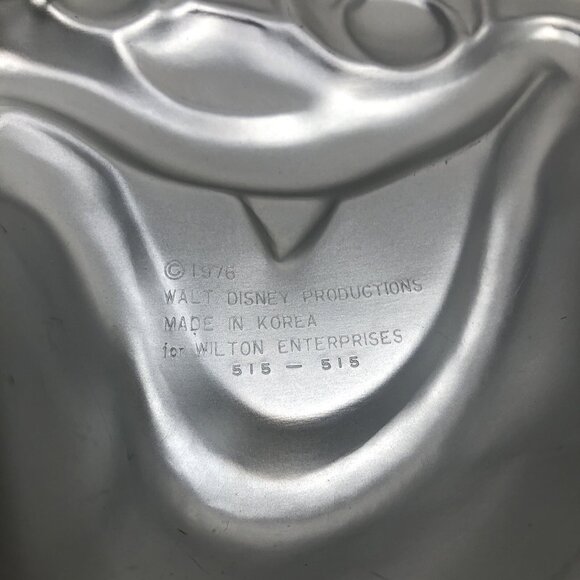 © 1976
WALT DISNEY PRODUCTIONS
MADE IN KOREA
for WILTON ENTERPRISES
515 — 515